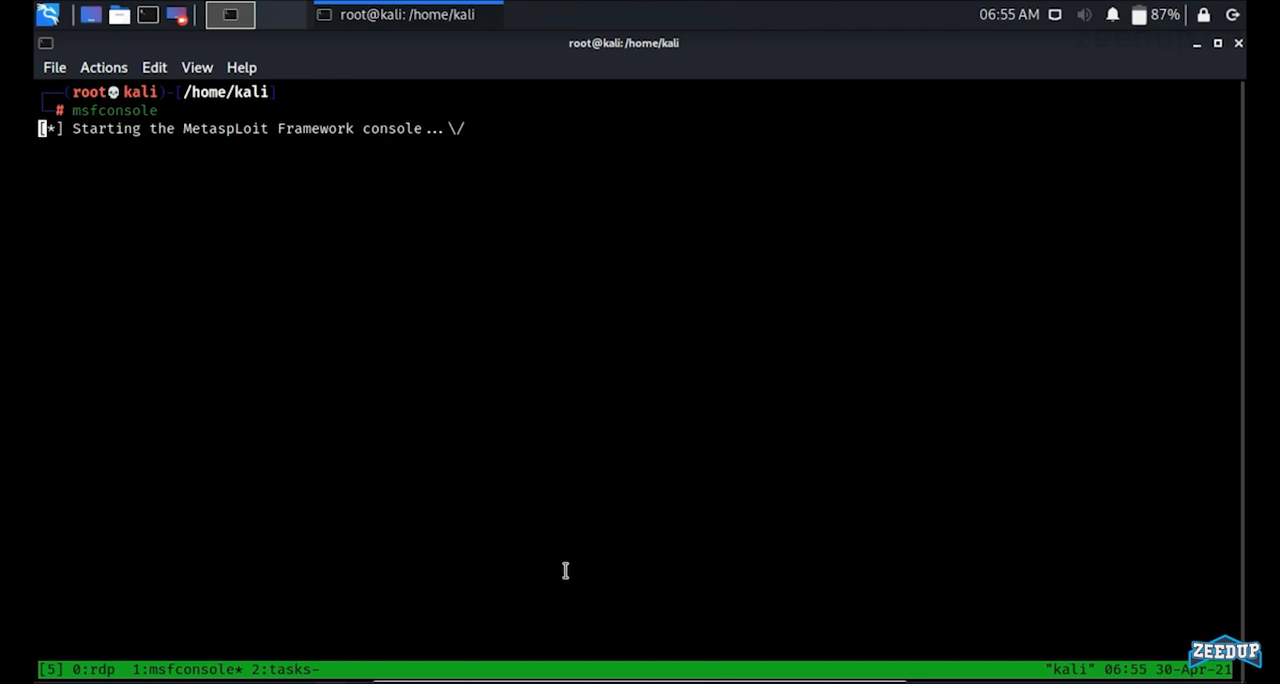 root@kali: /home/kali
06:55 AM
87%
root@kali: /home/kali
File Actions Edit View Help
(root💀kali)-[/home/kali]
# msfconsole
[*] Starting the MetaspLoit Framework console...\/
[5] 0:rdp 1:msfconsole* 2:tasks-
"kali" 06:55 30-Apr-21
ZEEDUP